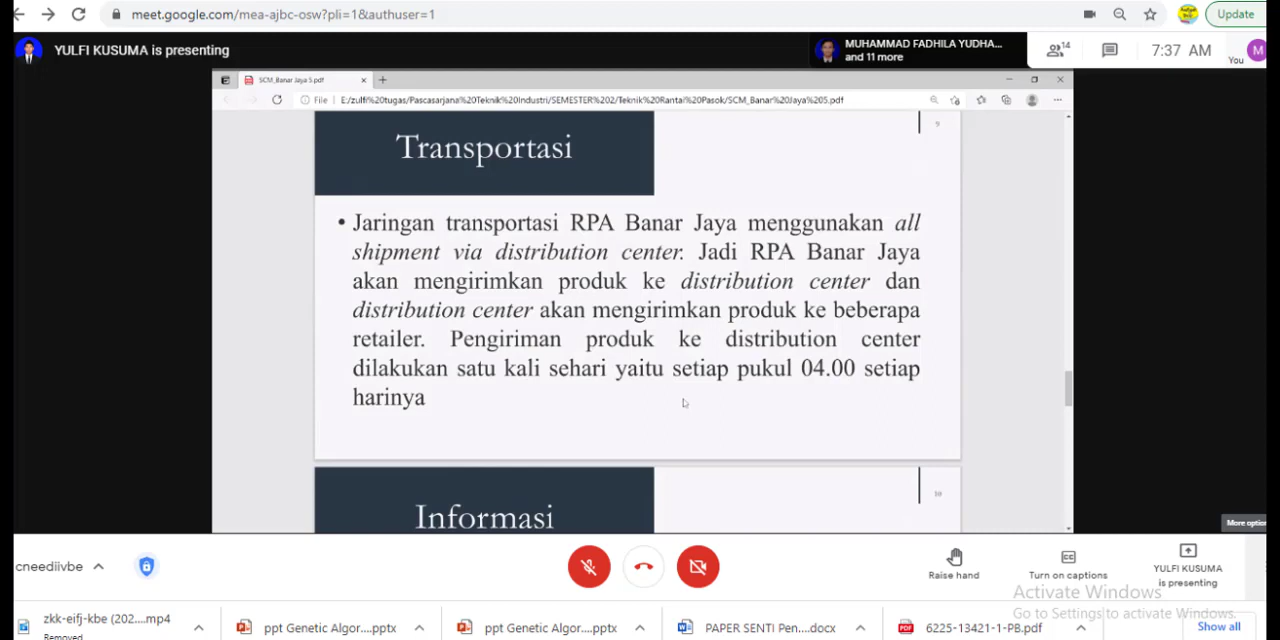 meet.google.com/mea-ajbc-osw?pli=1&authuser=1
Update
YULFI KUSUMA is presenting
MUHAMMAD FADHILA YUDHA...
and 11 more
14
7:37 AM
You
M
SCM_Banar Jaya 5.pdf
File | E:/zulfi%20tugas/Pascasarjana%20Teknik%20Industri/SEMESTER%202/Teknik%20Rantai%20Pasok/SCM_Banar%20Jaya%205.pdf
9
Transportasi
• Jaringan transportasi RPA Banar Jaya menggunakan all
shipment via distribution center. Jadi RPA Banar Jaya
akan mengirimkan produk ke distribution center dan
distribution center akan mengirimkan produk ke beberapa
retailer. Pengiriman produk ke distribution center
dilakukan satu kali sehari yaitu setiap pukul 04.00 setiap
harinya
10
Informasi
More optio
cneediivbe
Raise hand
Turn on captions
YULFI KUSUMA
is presenting
Activate Windows
Go to Settings to activate Windows.
zkk-eifj-kbe (202....mp4
Removed
ppt Genetic Algor....pptx
ppt Genetic Algor....pptx
PAPER SENTI Pen....docx
6225-13421-1-PB.pdf
Show all